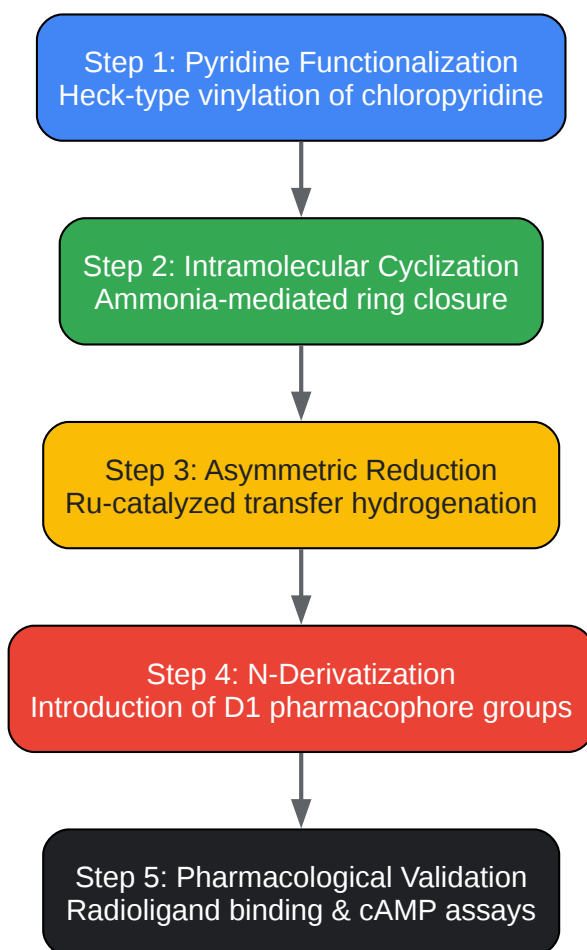 Step 1: Pyridine Functionalization
Heck-type vinylation of chloropyridine
Step 2: Intramolecular Cyclization
Ammonia-mediated ring closure
Step 3: Asymmetric Reduction
Ru-catalyzed transfer hydrogenation
Step 4: N-Derivatization
Introduction of D1 pharmacophore groups
Step 5: Pharmacological Validation
Radioligand binding & cAMP assays